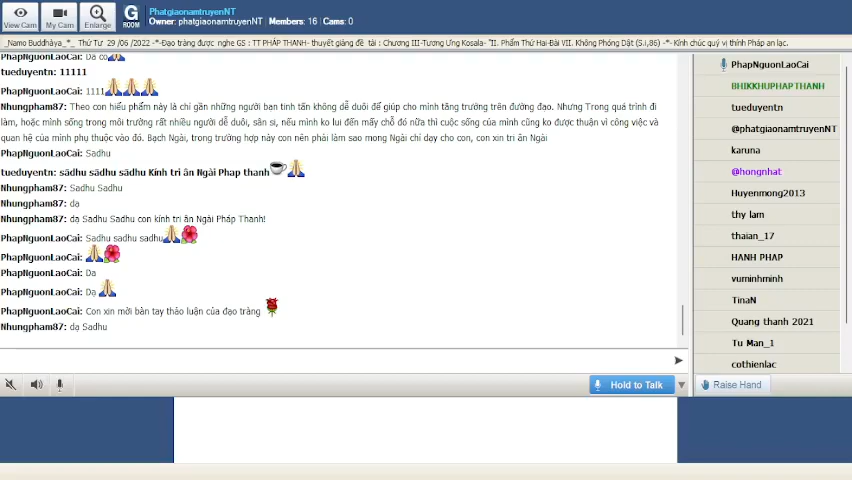 View Cam
My Cam
Enlarge
G
ROOM
PhatgiaonamtruyenNT
Owner: phatgiaonamtruyenNT | Members: 16 | Cams: 0
_Namo Buddhàya_*_ Thứ Tư 29 /06 /2022 -*-Đạo tràng được nghe GS : TT PHÁP THANH- thuyết giảng đề tài : Chương III-Tương Ưng Kosala- "II. Phẩm Thứ Hai-Bài VII. Không Phóng Dật (S.i,86) -*- Kính chúc quý vị thính Pháp an lạc.
PhapNguonLaoCai: Dạ có
tueduyentn: 11111
PhapNguonLaoCai: 1111
Nhungpham87: Theo con hiểu phẩm này là chỉ gần những người bạn tinh tấn không dể duôi để giúp cho mình tăng trưởng trên đường đạo. Nhưng Trong quá trình đi
làm, hoặc mình sống trong môi trường rất nhiều người dể duôi, sân si, nếu mình ko lui đến mấy chỗ đó nữa thì cuộc sống của mình cũng ko được thuận vì công việc và
quan hệ của mình phụ thuộc vào đó. Bạch Ngài, trong trường hợp này con nên phải làm sao mong Ngài chỉ dạy cho con, con xin tri ân Ngài
PhapNguonLaoCai: Sadhu
tueduyentn: sādhu sādhu sādhu Kính tri ân Ngài Phap thanh
Nhungpham87: Sadhu Sadhu
Nhungpham87: dạ
Nhungpham87: dạ Sadhu Sadhu con kính tri ân Ngài Pháp Thanh!
PhapNguonLaoCai: Sadhu sadhu sadhu
PhapNguonLaoCai:
PhapNguonLaoCai: Da
PhapNguonLaoCai: Dạ
PhapNguonLaoCai: Con xin mời bàn tay thảo luận của đạo tràng
Nhungpham87: dạ Sadhu
Hold to Talk
PhapNguonLaoCai
BHIKKHUPHAPTHANH
tueduyentn
@phatgiaonamtruyenNT
karuna
@hongnhat
Huyenmong2013
thy lam
thaian_17
HANH PHAP
vuminhminh
TinaN
Quang thanh 2021
Tu Man_1
cothienlac
Raise Hand